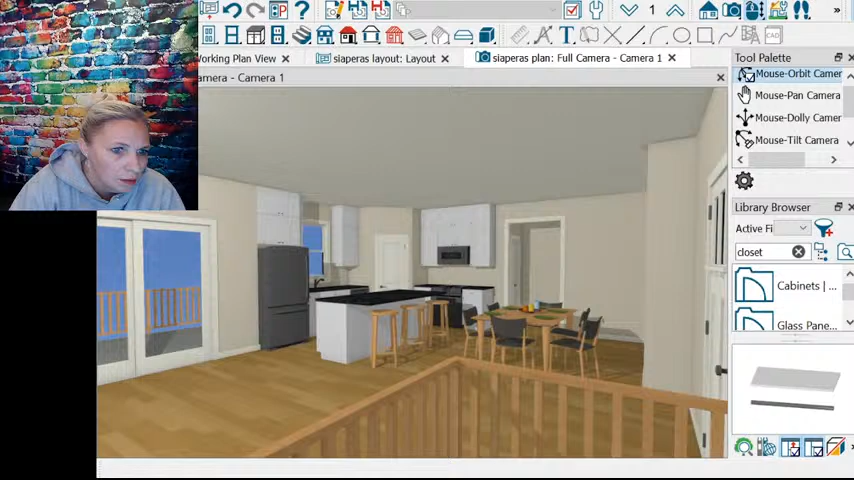 1
Working Plan View
siaperas layout: Layout
siaperas plan: Full Camera - Camera 1
amera - Camera 1
Tool Palette
Mouse-Orbit Camer
Mouse-Pan Camera
Mouse-Dolly Camer
Mouse-Tilt Camera
Library Browser
Active Fi
closet
Cabinets | ...
Glass Pane...